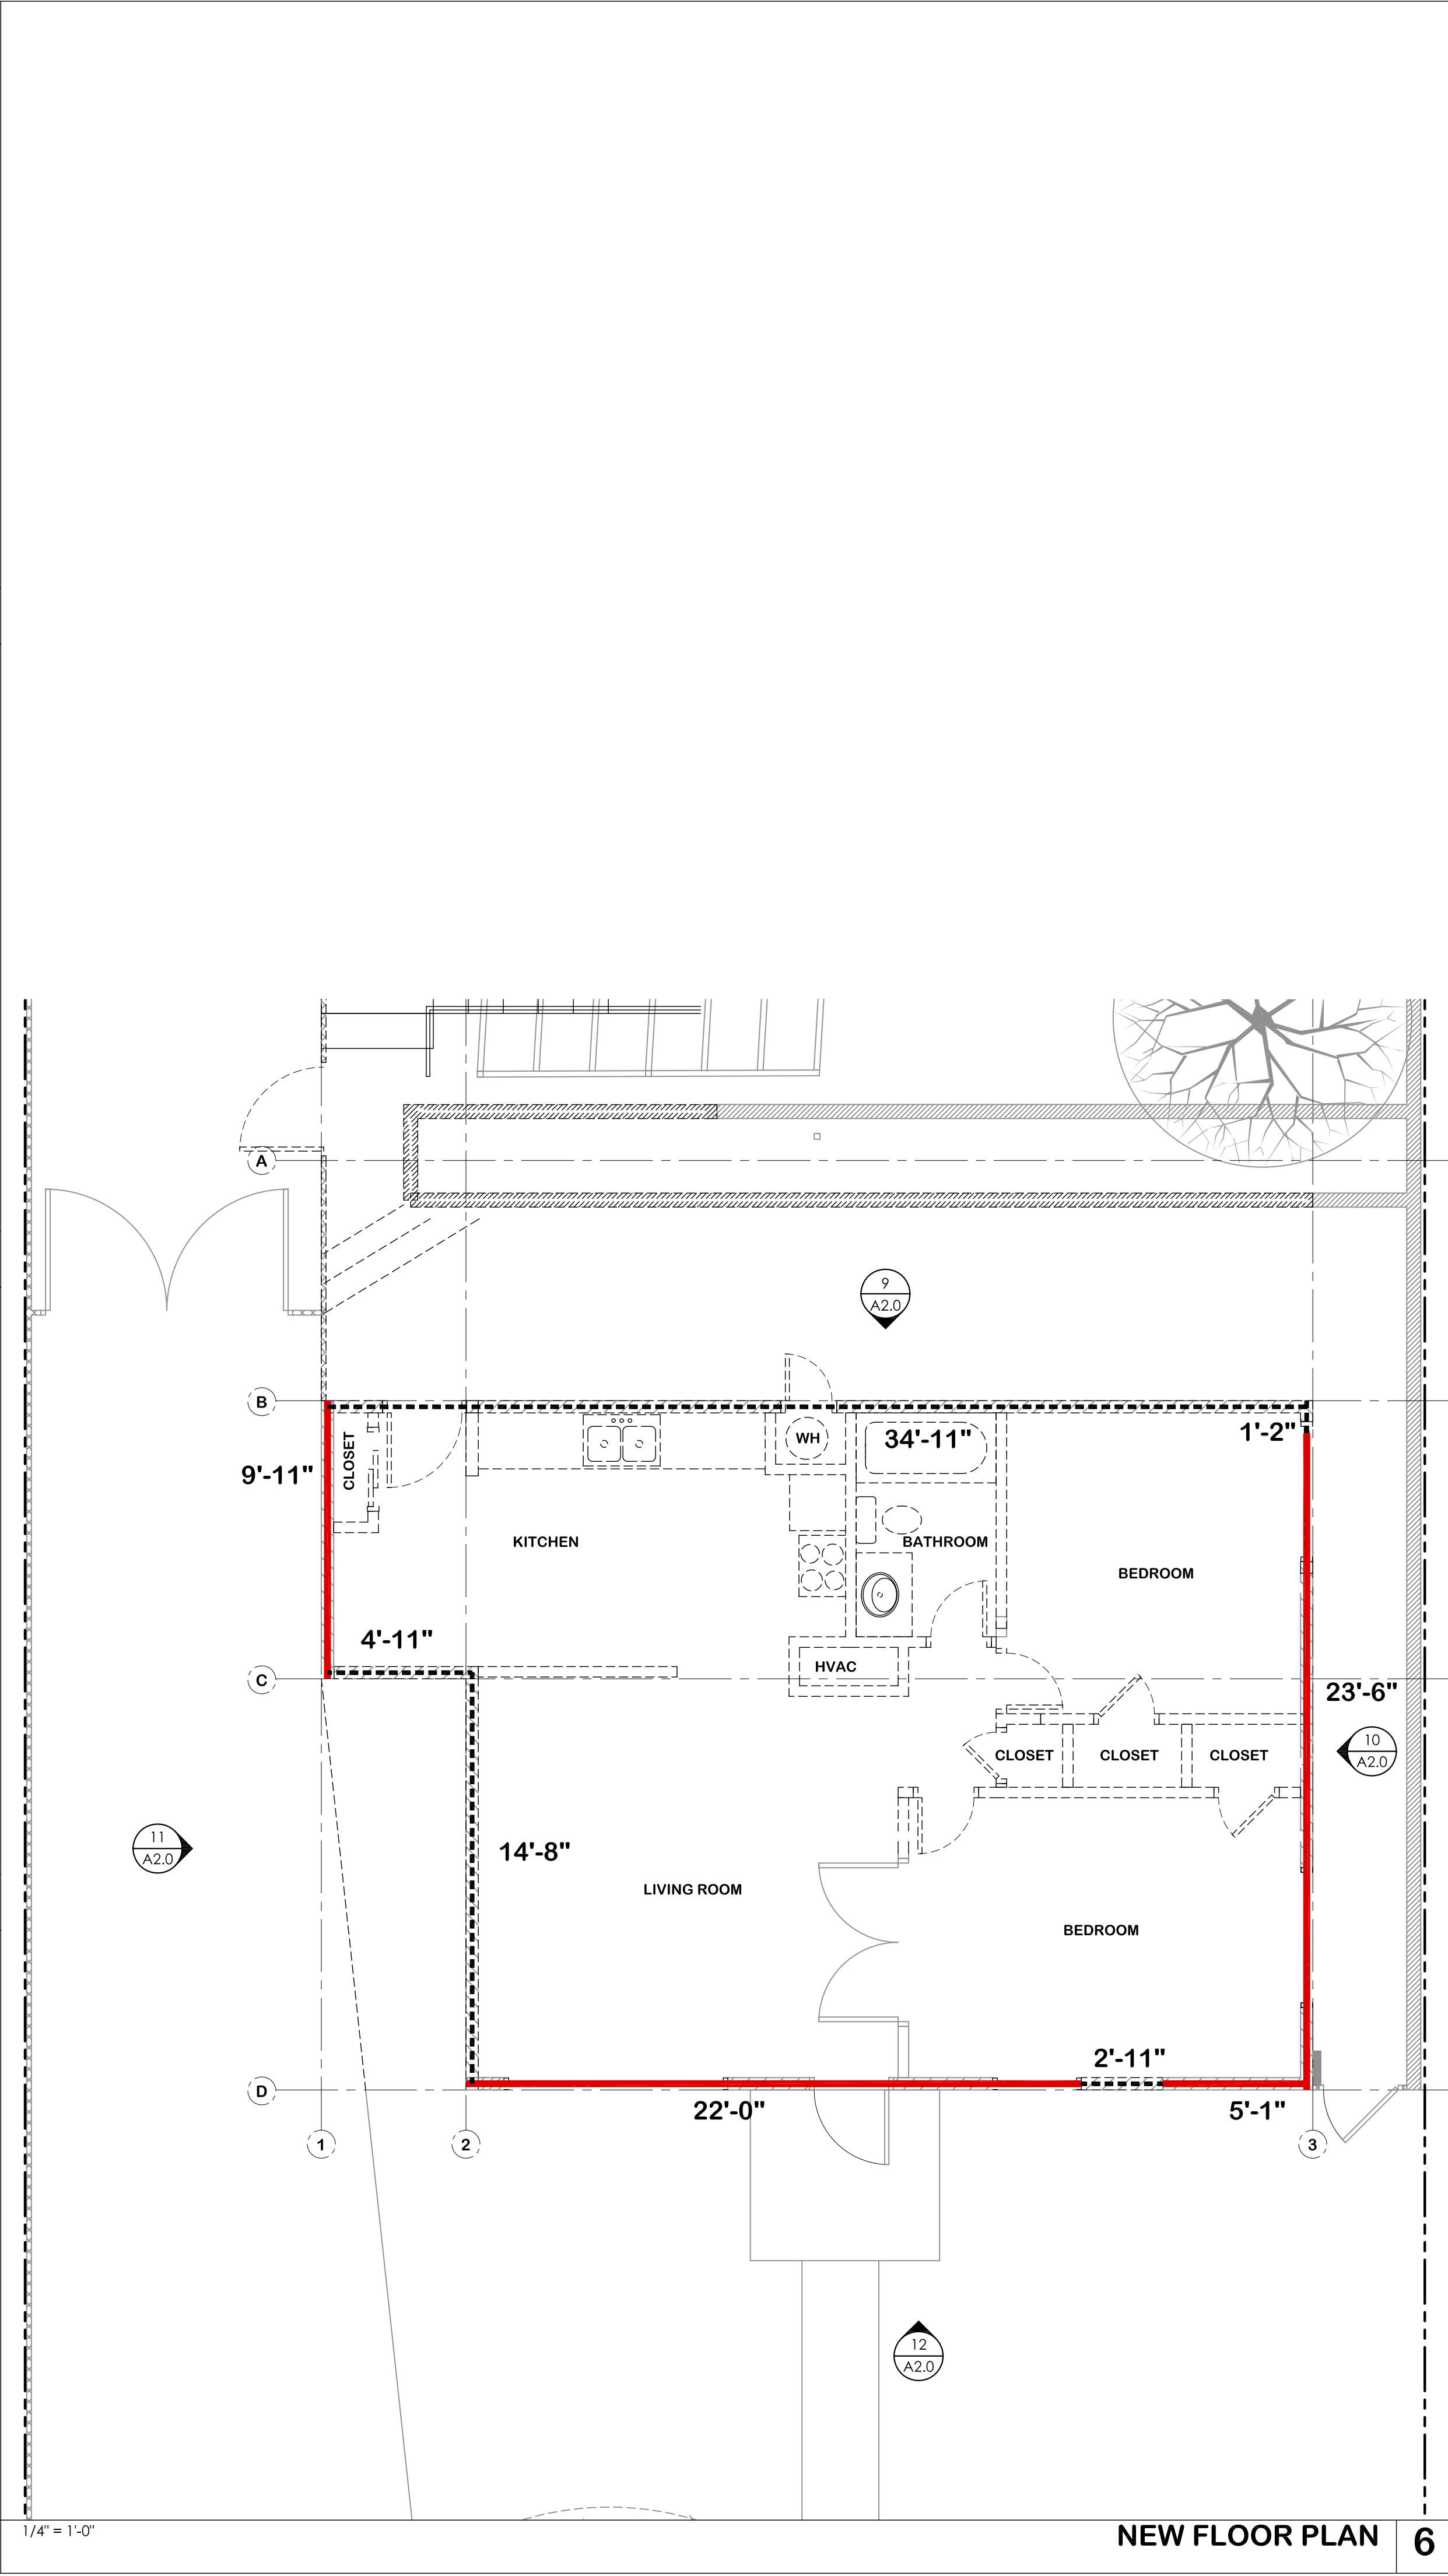 A
9
A2.0
B
1'-2"
WH
34'-11"
CLOSET
9'-11"
KITCHEN
BATHROOM
BEDROOM
4'-11"
HVAC
C
23'-6"
10
A2.0
CLOSET
CLOSET
CLOSET
11
A2.0
14'-8"
LIVING ROOM
BEDROOM
2'-11"
D
22'-0"
5'-1"
1
2
3
12
A2.0
1/4" = 1'-0"
NEW FLOOR PLAN
6